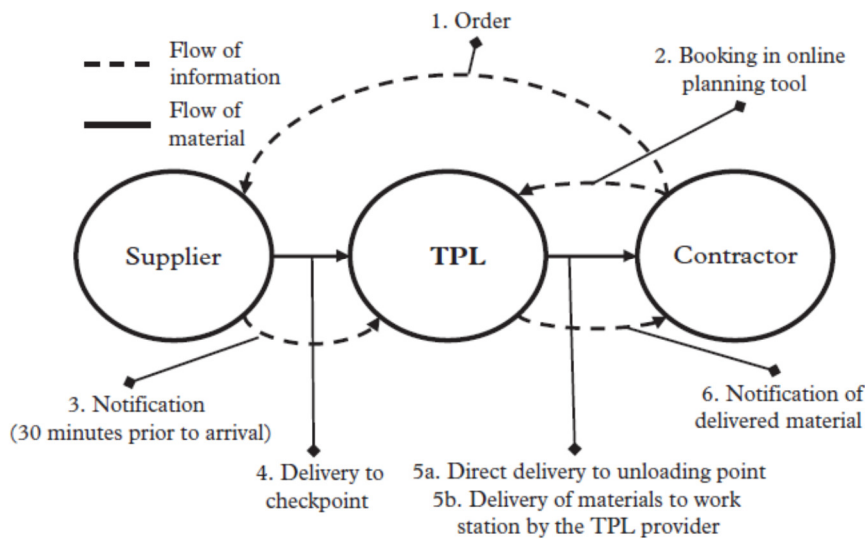 1. Order
Flow of
information
2. Booking in online
planning tool
Flow of
material
Supplier
TPL
Contractor
3. Notification
(30 minutes prior to arrival)
6. Notification of
delivered material
4. Delivery to
checkpoint
5a. Direct delivery to unloading point
5b. Delivery of materials to work
station by the TPL provider